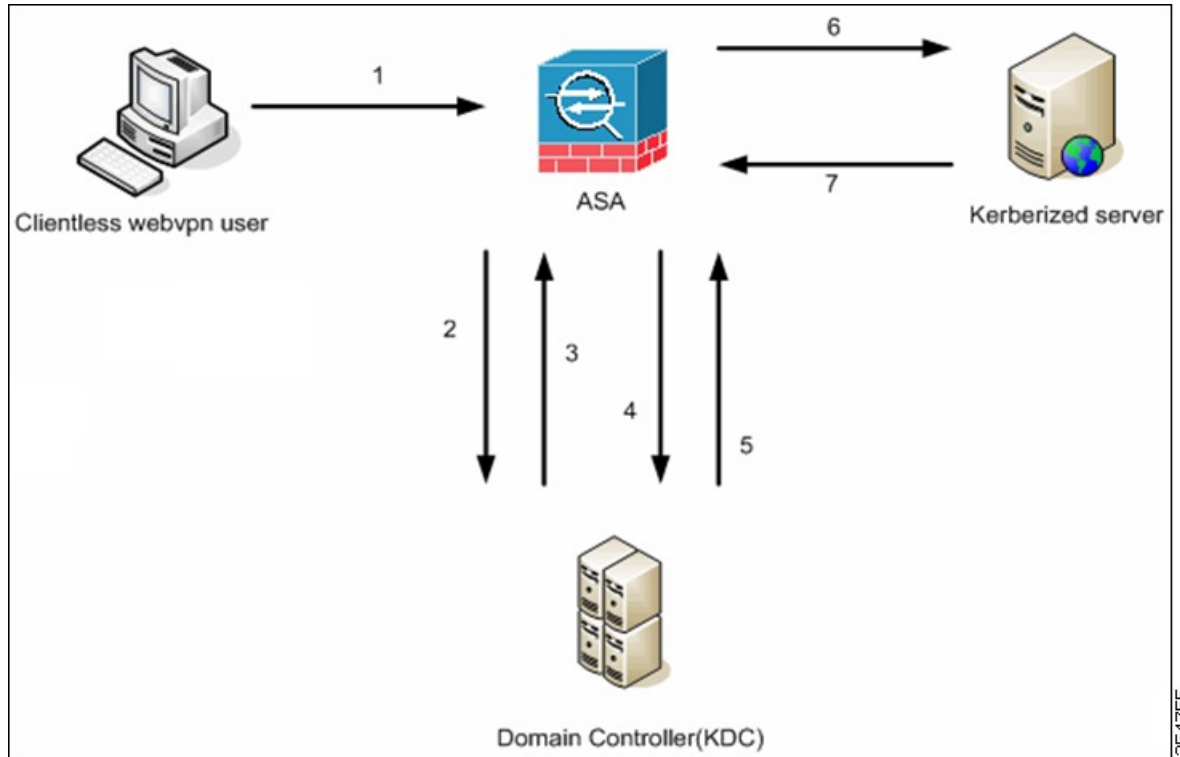 6
1
ASA
7
Clientless webvpn user
Kerberized server
2
3
4
5
Domain Controller(KDC)